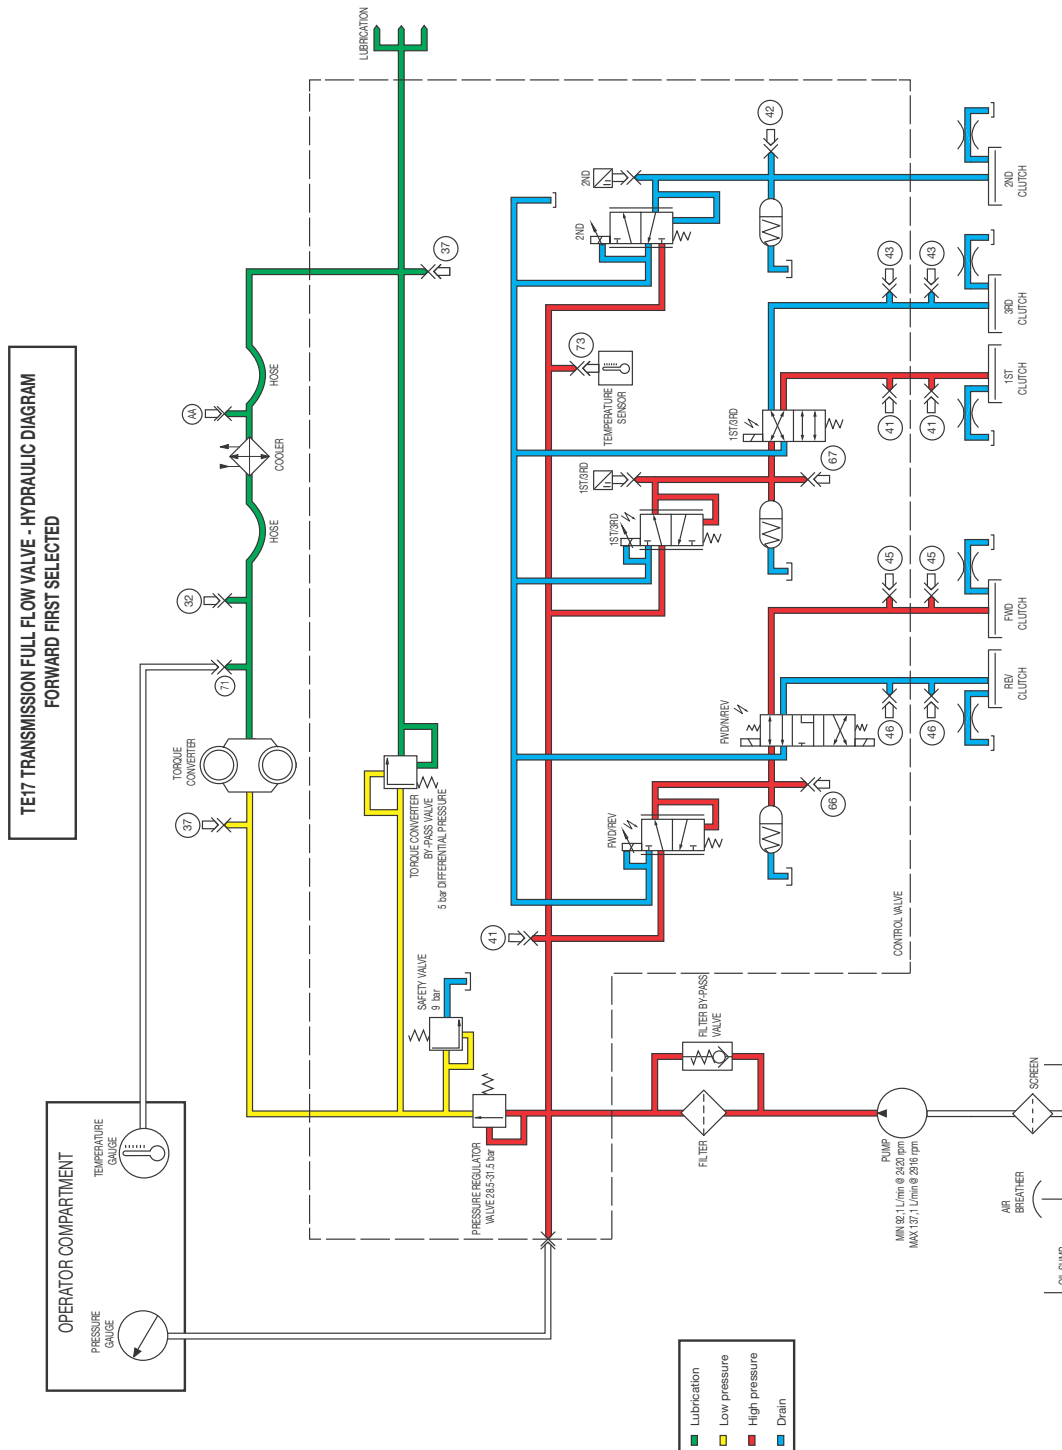 TE17 TRANSMISSION FULL FLOW VALVE - HYDRAULIC DIAGRAM
FORWARD FIRST SELECTED
OPERATOR COMPARTMENT
PRESSURE
GAUGE
TEMPERATURE
GAUGE
37
TORQUE
CONVERTER
71
32
HOSE
COOLER
AA
HOSE
37
LUBRICATION
PRESSURE REGULATOR
VALVE 28.5-31.5 bar
SAFETY VALVE
9 bar
TORQUE CONVERTER
BY-PASS VALVE
5 bar DIFFERENTIAL PRESSURE
41
FWD/REV
66
FWD/N/REV
1ST/3RD
1ST/3RD
67
1ST/3RD
TEMPERATURE
SENSOR
73
2ND
2ND
42
CONTROL VALVE
46
46
45
45
41
41
43
43
REV
CLUTCH
FWD
CLUTCH
1ST
CLUTCH
3RD
CLUTCH
2ND
CLUTCH
FILTER
FILTER BY-PASS
VALVE
PUMP
MIN 92,1 L/min @ 2420 rpm
MAX 137,1 L/min @ 2916 rpm
AIR
BREATHER
SCREEN
Lubrication
Low pressure
High pressure
Drain